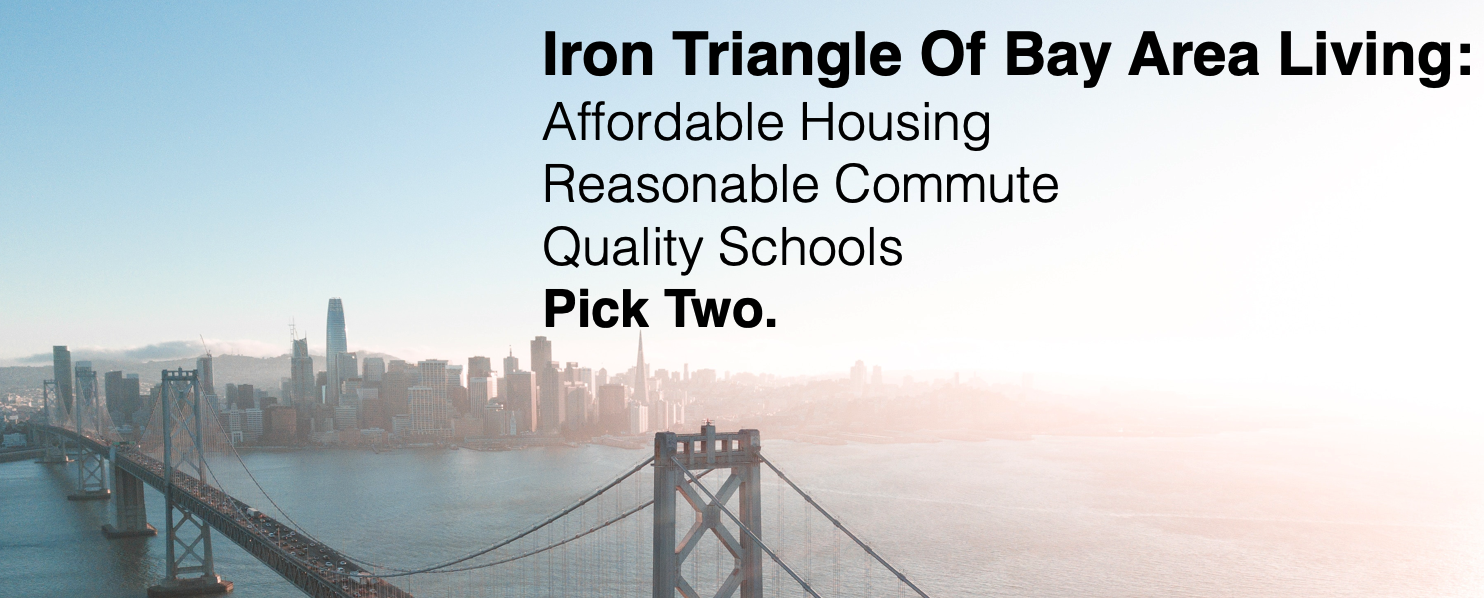 Iron Triangle Of Bay Area Living:
Affordable Housing
Reasonable Commute
Quality Schools
Pick Two.